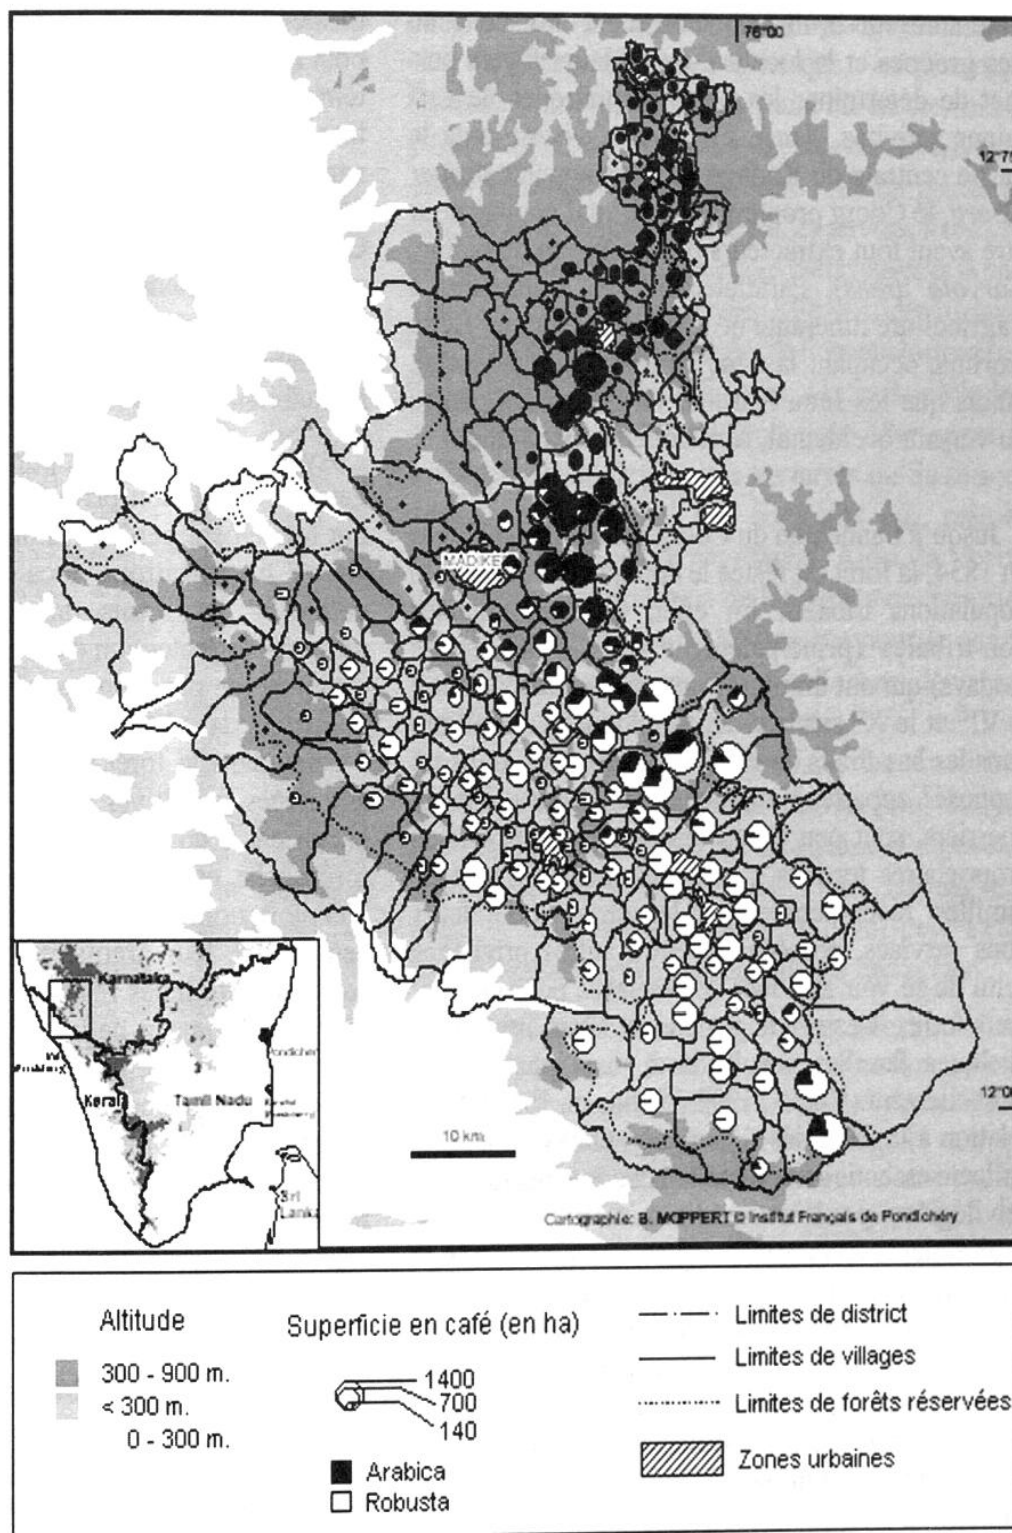 76°00
12°75
MADIKE
12°00
10 km
Cartographie: B. MOPPERT © Institut Français de Pondichéry
Karnataka
Kerala
Tamil Nadu
Sri
Lanka
Altitude
300 - 900 m.
< 300 m.
0 - 300 m.
Superficie en café (en ha)
1400
700
140
Arabica
Robusta
Limites de district
Limites de villages
Limites de forêts réservées
Zones urbaines